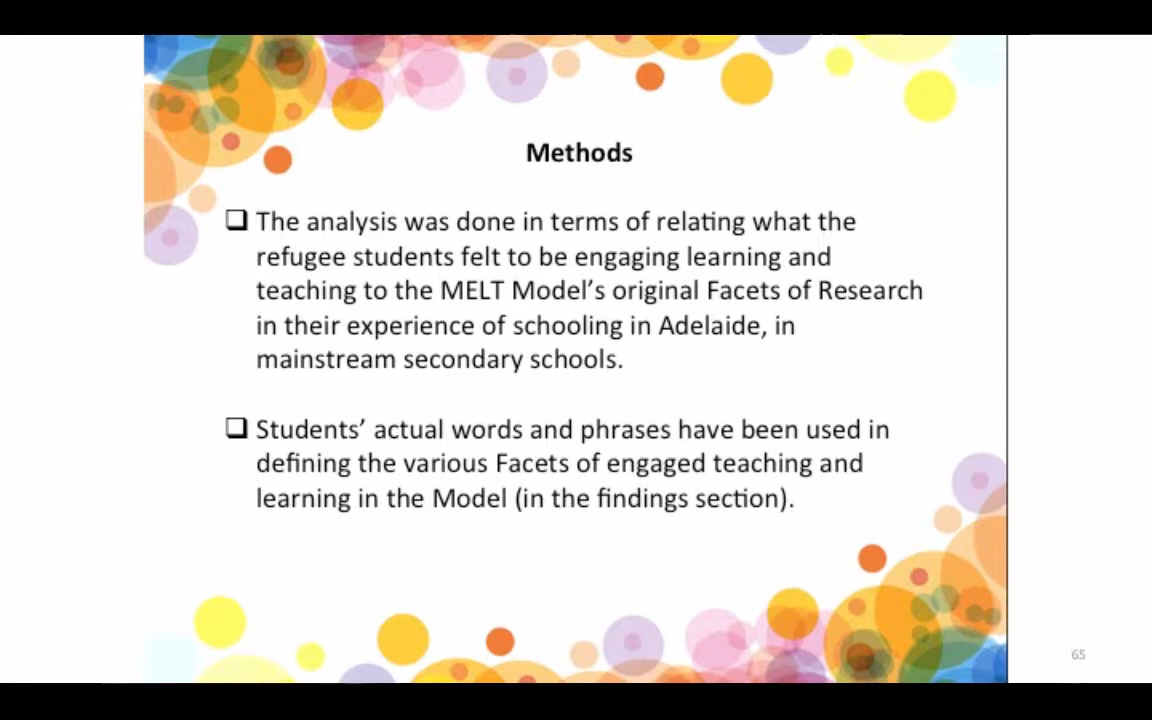 Methods
❑ The analysis was done in terms of relating what the
refugee students felt to be engaging learning and
teaching to the MELT Model’s original Facets of Research
in their experience of schooling in Adelaide, in
mainstream secondary schools.
❑ Students’ actual words and phrases have been used in
defining the various Facets of engaged teaching and
learning in the Model (in the findings section).
65